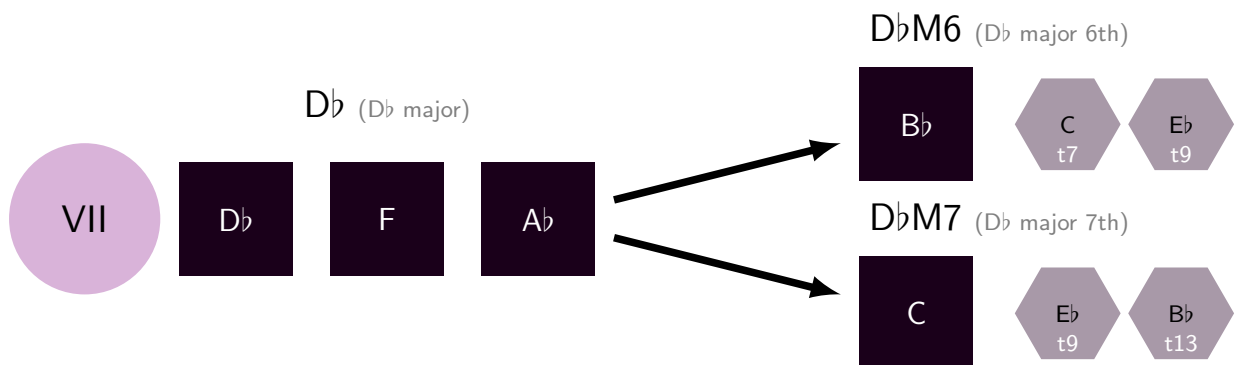 D♭M6 (D♭ major 6th)
D♭ (D♭ major)
VII
D♭
F
A♭
B♭
C
t7
E♭
t9
D♭M7 (D♭ major 7th)
C
E♭
t9
B♭
t13